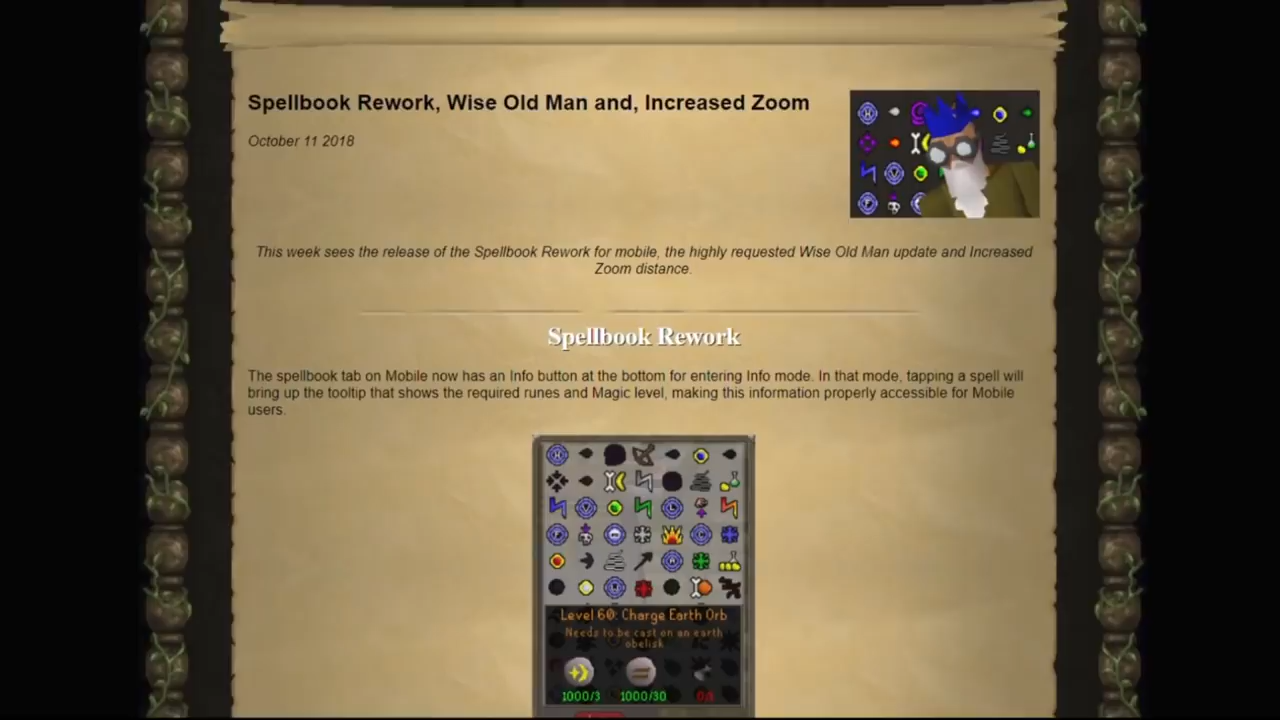 Spellbook Rework, Wise Old Man and, Increased Zoom
October 11 2018
This week sees the release of the Spellbook Rework for mobile, the highly requested Wise Old Man update and Increased
Zoom distance.
Spellbook Rework
The spellbook tab on Mobile now has an Info button at the bottom for entering Info mode. In that mode, tapping a spell will
bring up the tooltip that shows the required runes and Magic level, making this information properly accessible for Mobile
users.
Level 60: Charge Earth Orb
Needs to be cast on an earth
obelisk
1000/3 1000/30 0/1